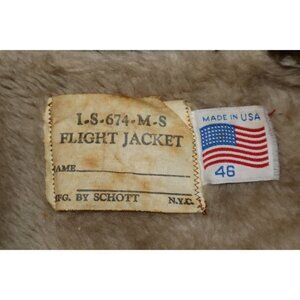 I-S-674-M-S
FLIGHT JACKET
AME
FG. BY SCHOTT N.Y.C.
MADE IN USA
46